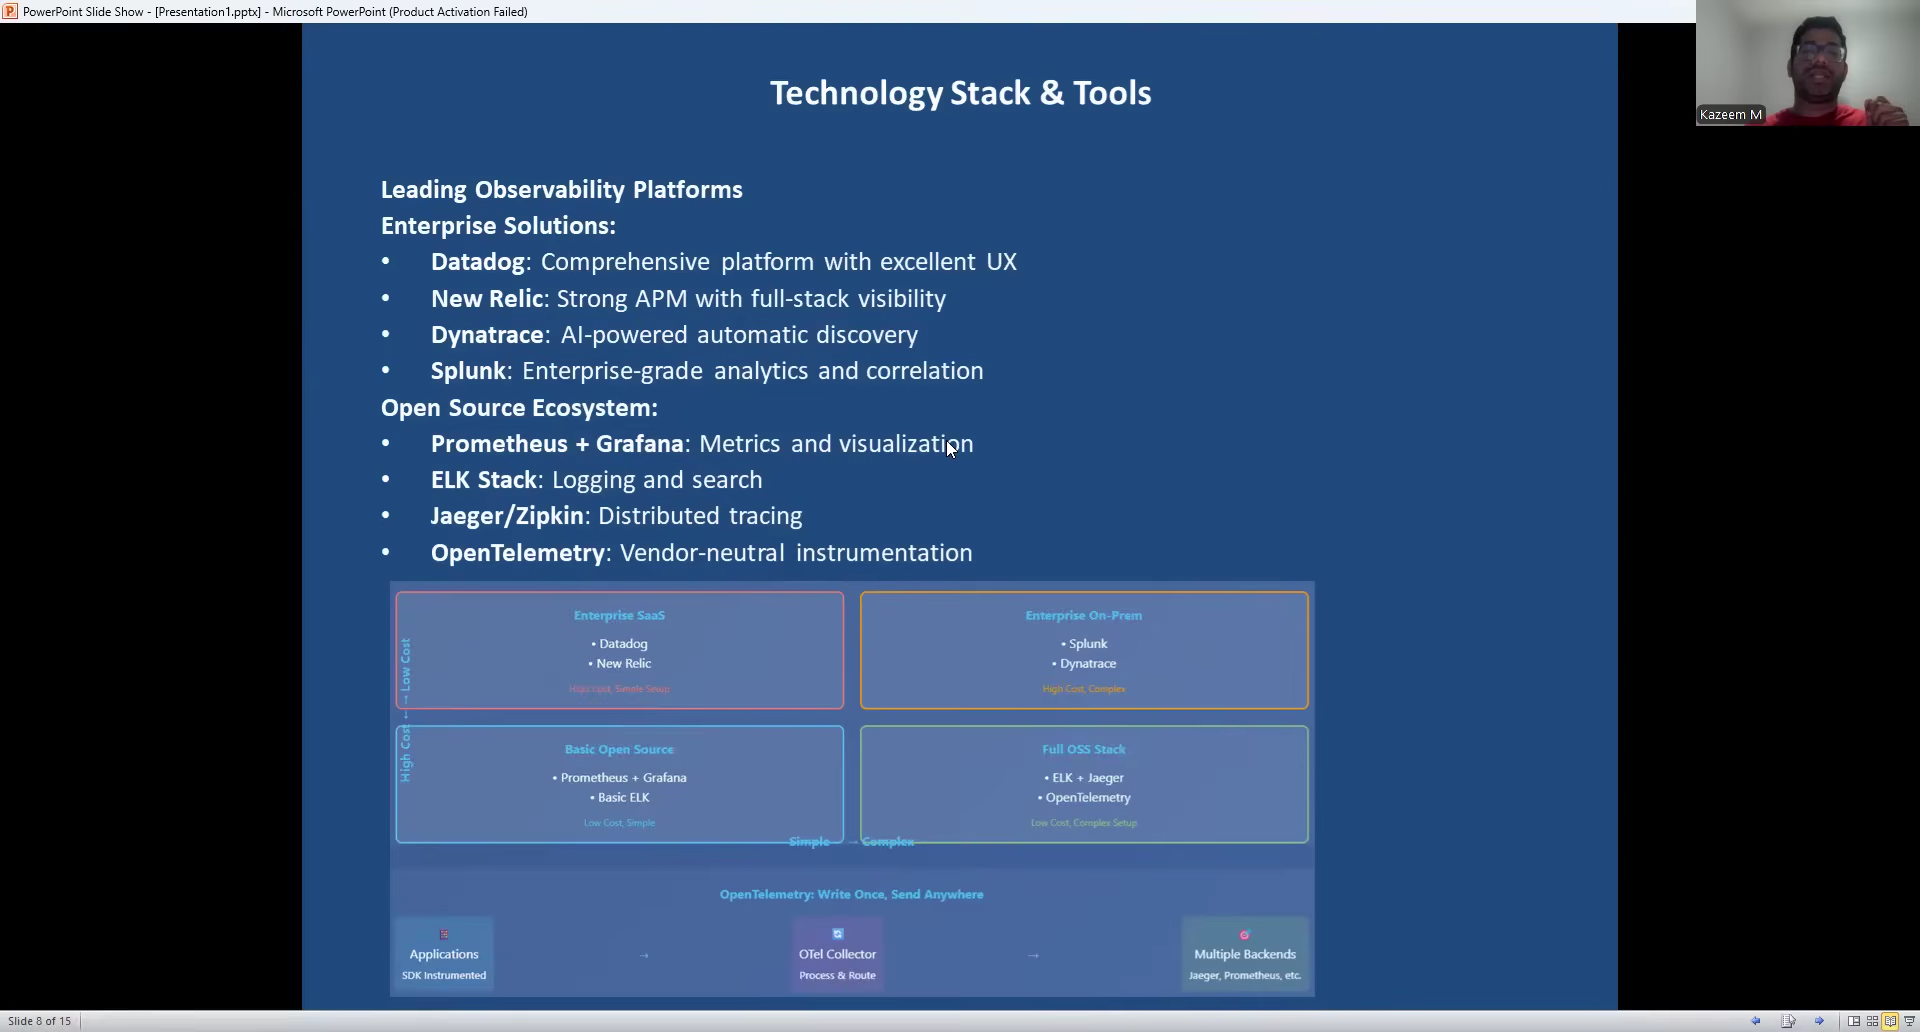 PowerPoint Slide Show - [Presentation1.pptx] - Microsoft PowerPoint (Product Activation Failed)
Kazeem M
Technology Stack & Tools
Leading Observability Platforms
Enterprise Solutions:
• Datadog: Comprehensive platform with excellent UX
• New Relic: Strong APM with full-stack visibility
• Dynatrace: AI-powered automatic discovery
• Splunk: Enterprise-grade analytics and correlation
Open Source Ecosystem:
• Prometheus + Grafana: Metrics and visualization
• ELK Stack: Logging and search
• Jaeger/Zipkin: Distributed tracing
• OpenTelemetry: Vendor-neutral instrumentation
High Cost ← → Low Cost
Enterprise SaaS
• Datadog
• New Relic
High Cost, Simple Setup
Enterprise On-Prem
• Splunk
• Dynatrace
High Cost, Complex
Basic Open Source
• Prometheus + Grafana
• Basic ELK
Low Cost, Simple
Full OSS Stack
• ELK + Jaeger
• OpenTelemetry
Low Cost, Complex Setup
Simple → Complex
OpenTelemetry: Write Once, Send Anywhere
Applications
SDK Instrumented
→
OTel Collector
Process & Route
→
Multiple Backends
Jaeger, Prometheus, etc.
Slide 8 of 15